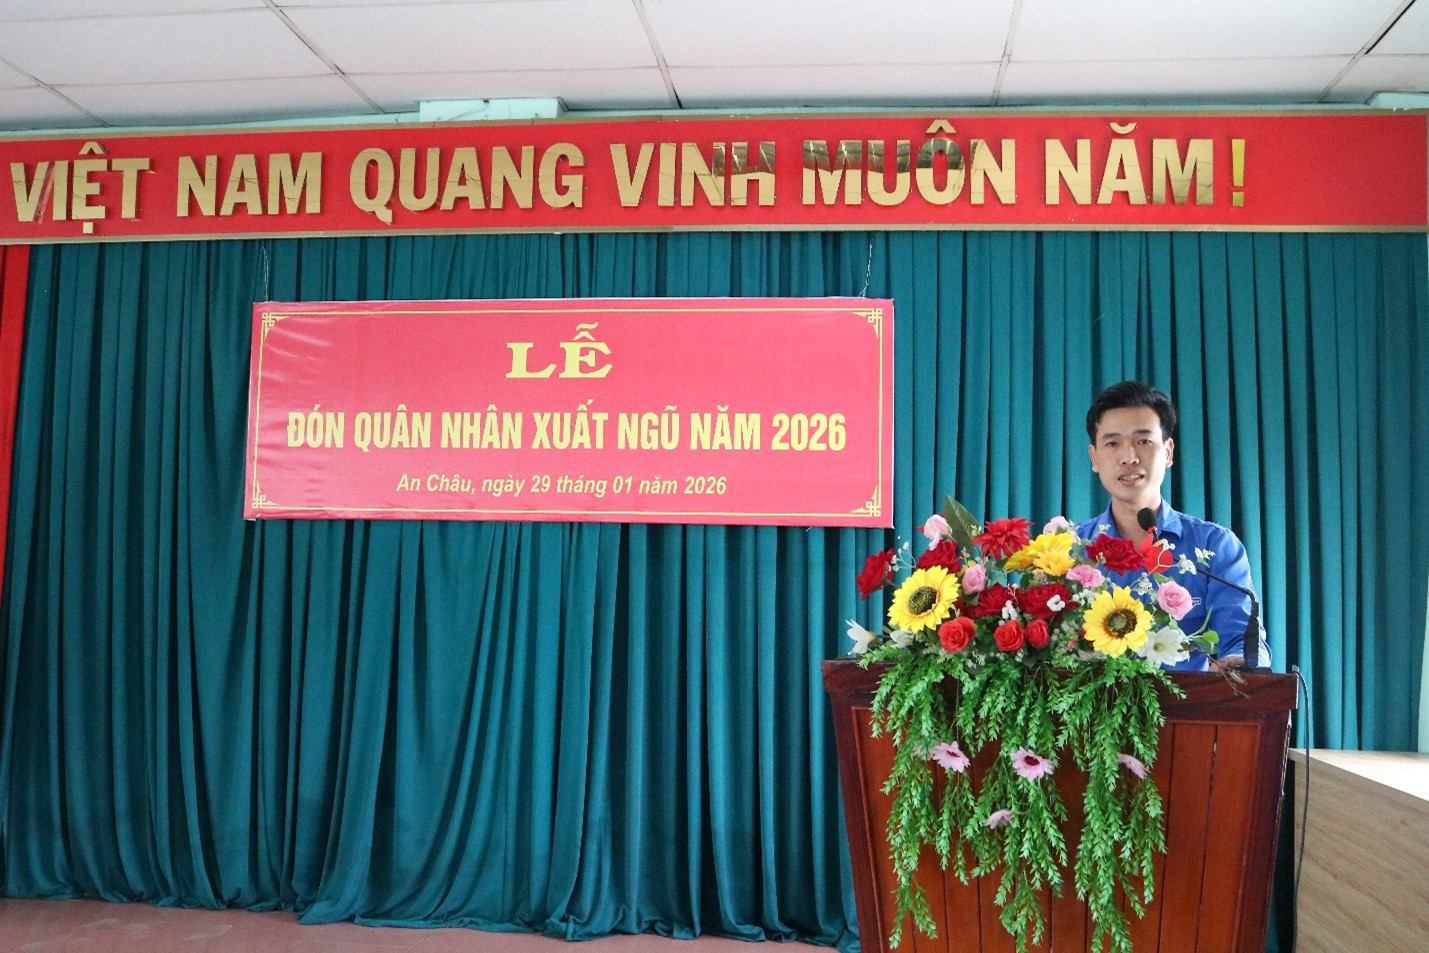 VIỆT NAM QUANG VINH MUÔN NĂM!
LỄ
ĐÓN QUÂN NHÂN XUẤT NGŨ NĂM 2026
An Châu, ngày 29 tháng 01 năm 2026